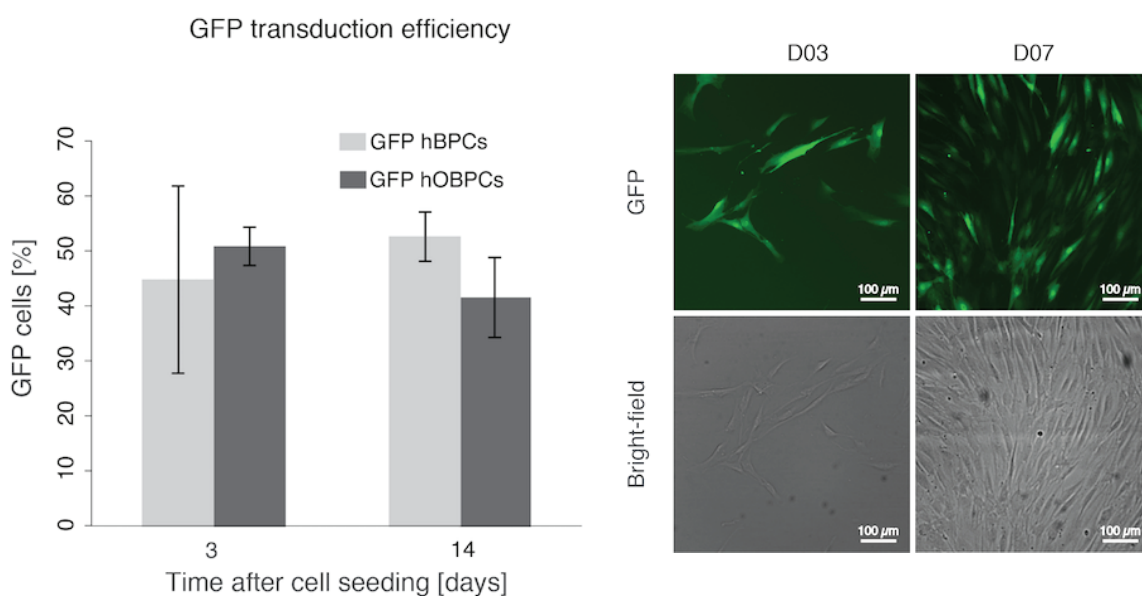 GFP transduction efficiency
GFP cells [%]
70
60
50
40
30
20
10
0
GFP hBPCs
GFP hOBPCs
3 14
Time after cell seeding [days]
D03 D07
GFP
100 µm 100 µm
Bright-field
100 µm 100 µm